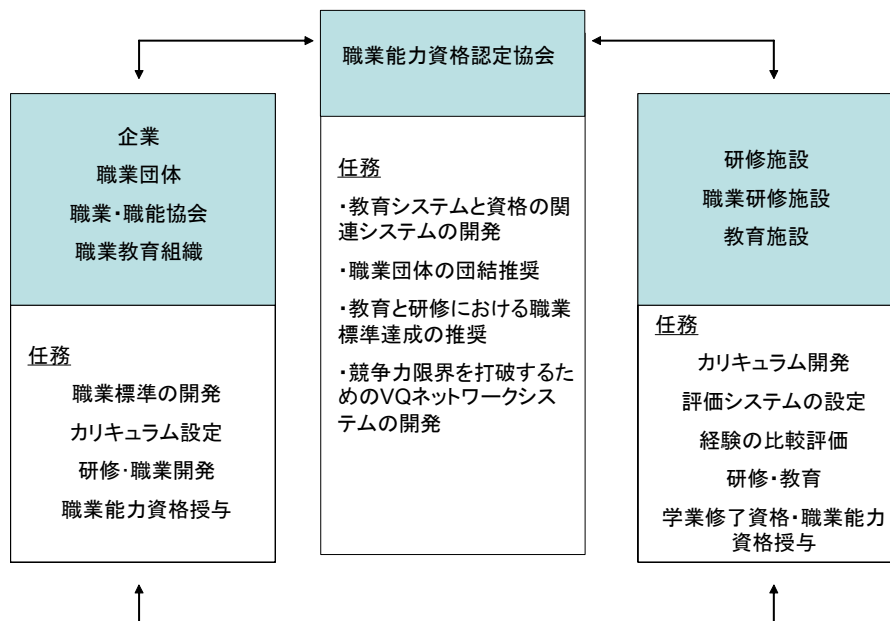 職業能力資格認定協会
企業
職業団体
職業・職能協会
職業教育組織
任務
職業標準の開発
カリキュラム設定
研修・職業開発
職業能力資格授与
任務
・教育システムと資格の関
連システムの開発
・職業団体の団結推奨
・教育と研修における職業
標準達成の推奨
・競争力限界を打破するた
めのVQネットワークシス
テムの開発
研修施設
職業研修施設
教育施設
任務
カリキュラム開発
評価システムの設定
経験の比較評価
研修・教育
学業修了資格・職業能力
資格授与